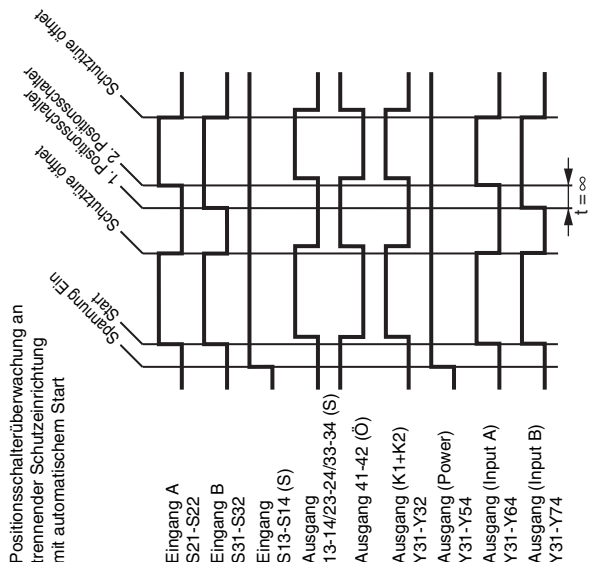 Positionsschalterüberwachung an
trennender Schutzeinrichtung
mit automatischem Start
Spannung Ein
Start
Schutztüre öffnet
1. Positionsschalter
2. Positionsschalter
Schutztüre öffnet
Eingang A
S21-S22
Eingang B
S31-S32
Eingang
S13-S14 (S)
Ausgang
13-14/23-24/33-34 (S)
Ausgang 41-42 (Ö)
Ausgang (K1+K2)
Y31-Y32
Ausgang (Power)
Y31-Y54
Ausgang (Input A)
Y31-Y64
Ausgang (Input B)
Y31-Y74
t = ∞